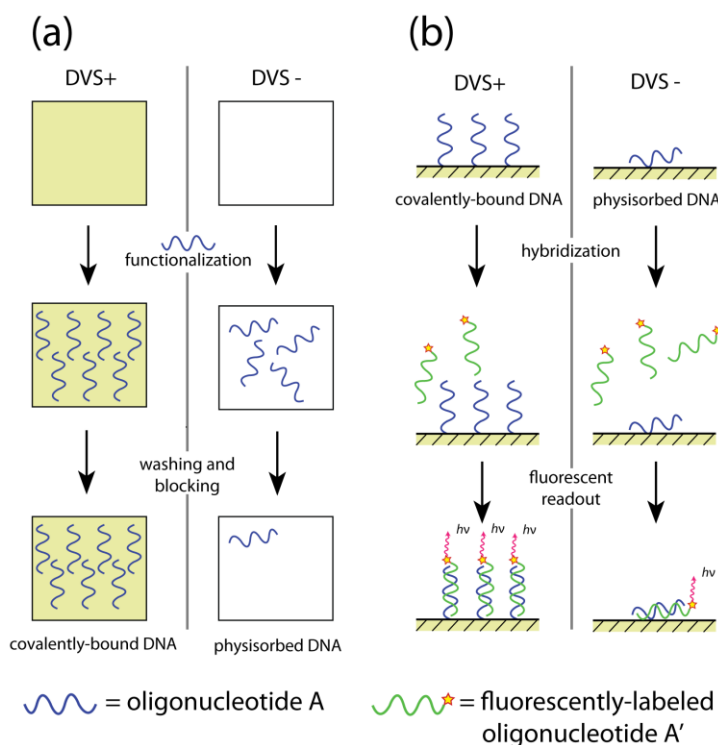 (a)
DVS+
DVS -
functionalization
washing and
blocking
covalently-bound DNA
physisorbed DNA
(b)
DVS+
DVS -
covalently-bound DNA
physisorbed DNA
hybridization
fluorescent
readout
hν
hν
hν
hν
= oligonucleotide A
= fluorescently-labeled
oligonucleotide A'